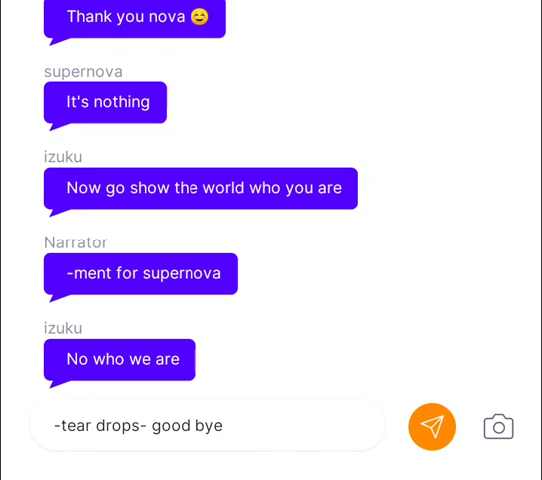 Thank you nova 😊
supernova
It's nothing
izuku
Now go show the world who you are
Narrator
-ment for supernova
izuku
No who we are
-tear drops- good bye